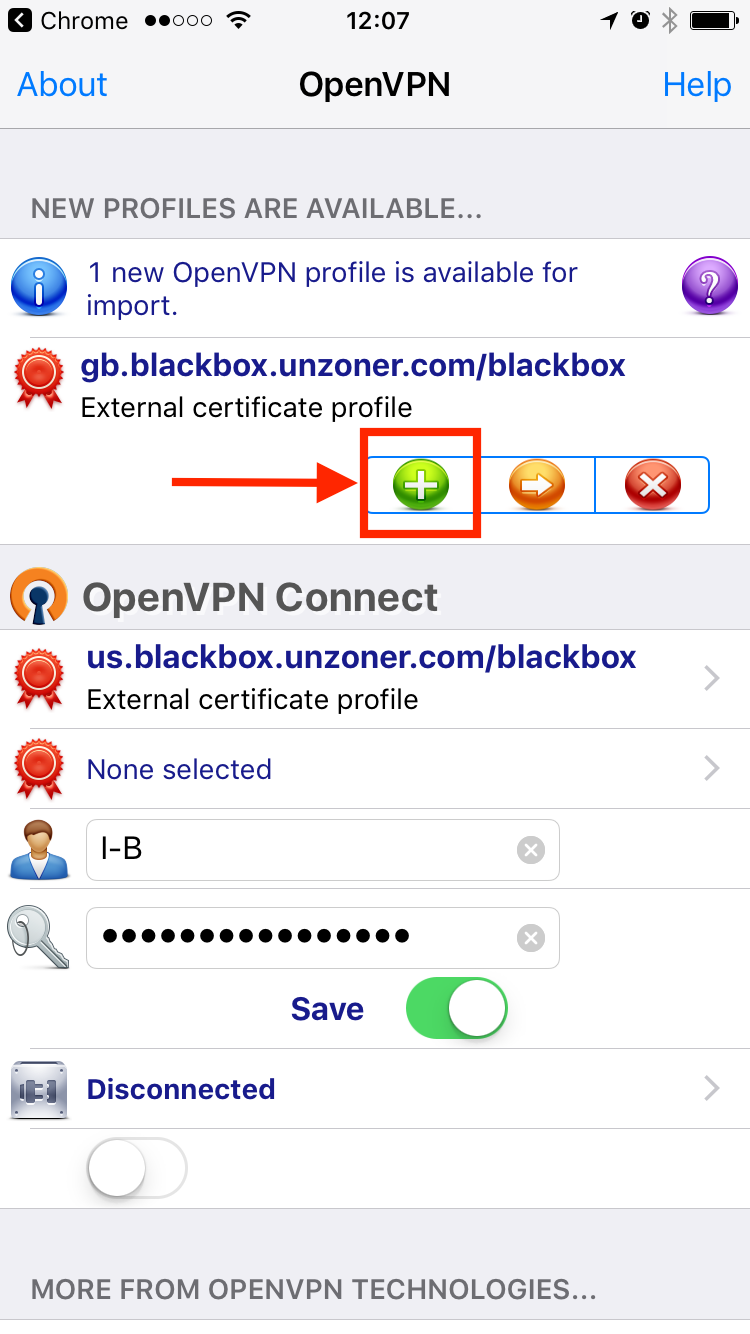 Chrome 12:07
About OpenVPN Help
NEW PROFILES ARE AVAILABLE...
1 new OpenVPN profile is available for
import.
gb.blackbox.unzoner.com/blackbox
External certificate profile
OpenVPN Connect
us.blackbox.unzoner.com/blackbox
External certificate profile
None selected
I-B
••••••••••••••••
Save
Disconnected
MORE FROM OPENVPN TECHNOLOGIES...